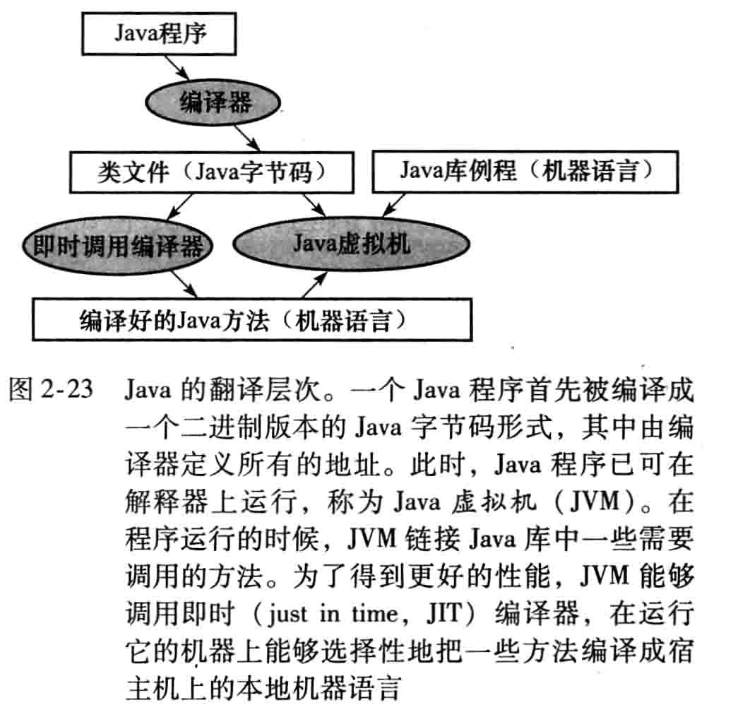 Java程序
编译器
类文件（Java字节码）
Java库例程（机器语言）
即时调用编译器
Java虚拟机
编译好的Java方法（机器语言）
图 2-23 Java 的翻译层次。一个 Java 程序首先被编译成
一个二进制版本的 Java 字节码形式，其中由编
译器定义所有的地址。此时，Java 程序已可在
解释器上运行，称为 Java 虚拟机（JVM）。在
程序运行的时候，JVM 链接 Java 库中一些需要
调用的方法。为了得到更好的性能，JVM 能够
调用即时（just in time，JIT）编译器，在运行
它的机器上能够选择性地把一些方法编译成宿
主机上的本地机器语言